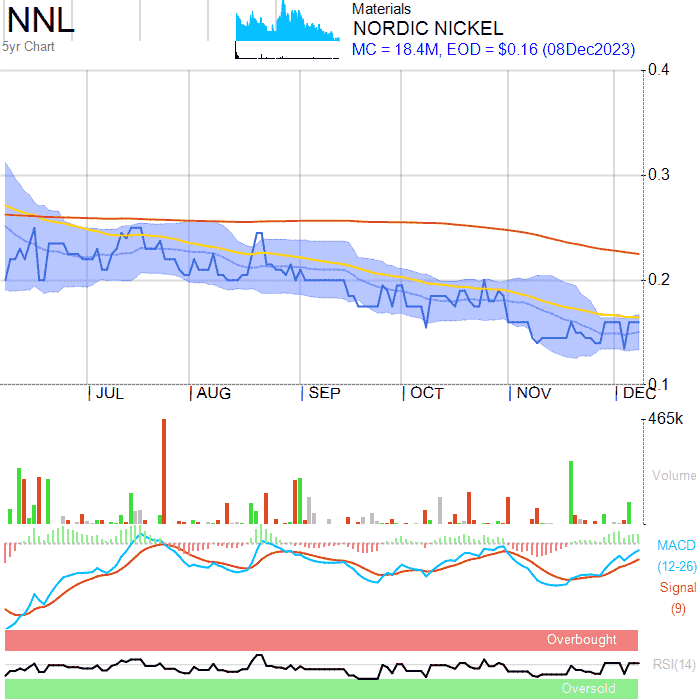 NNL
5yr Chart
Materials
NORDIC NICKEL
MC = 18.4M, EOD = $0.16 (08Dec2023)
0.4
0.3
0.2
0.1
JUL AUG SEP OCT NOV DEC
465k
Volume
MACD
(12-26)
Signal
(9)
Overbought
RSI(14)
Oversold